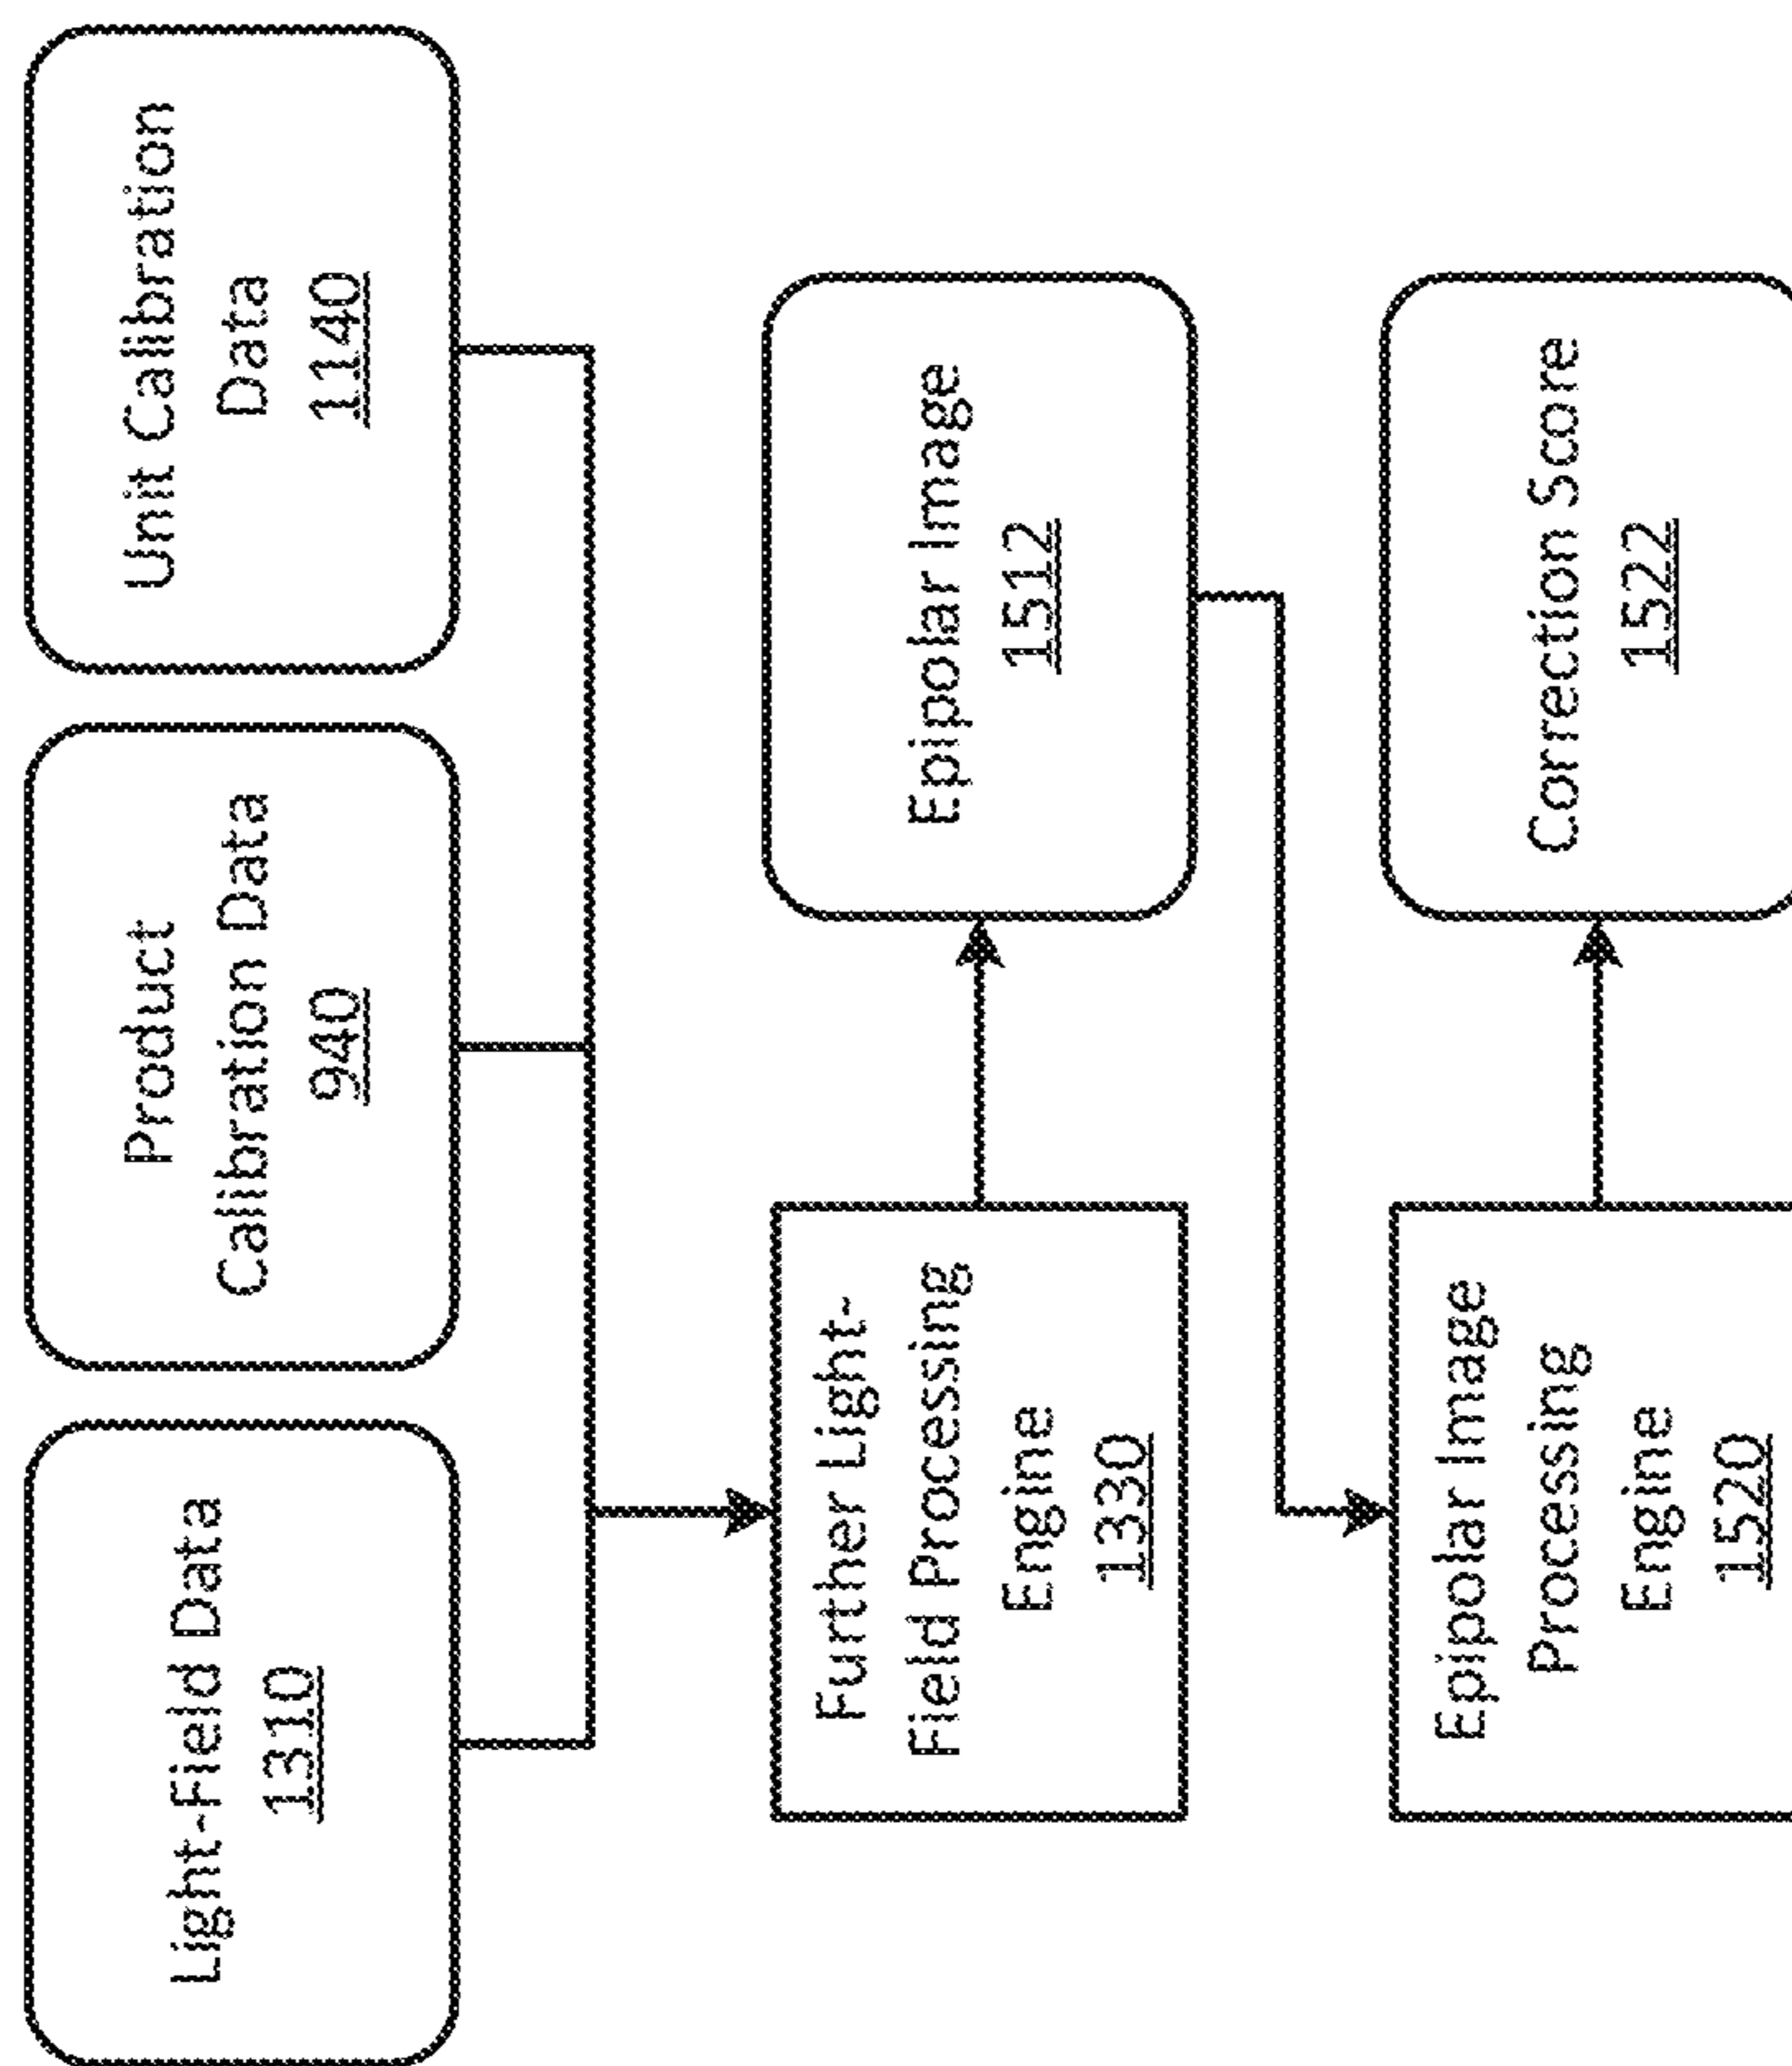 Light-Field Data
1310
Product
Calibration Data
940
Unit Calibration
Data
1140
Further Light-
Field Processing
Engine
1330
Epipolar Image
1512
Epipolar Image
Processing
Engine
1520
Correction Score
1522